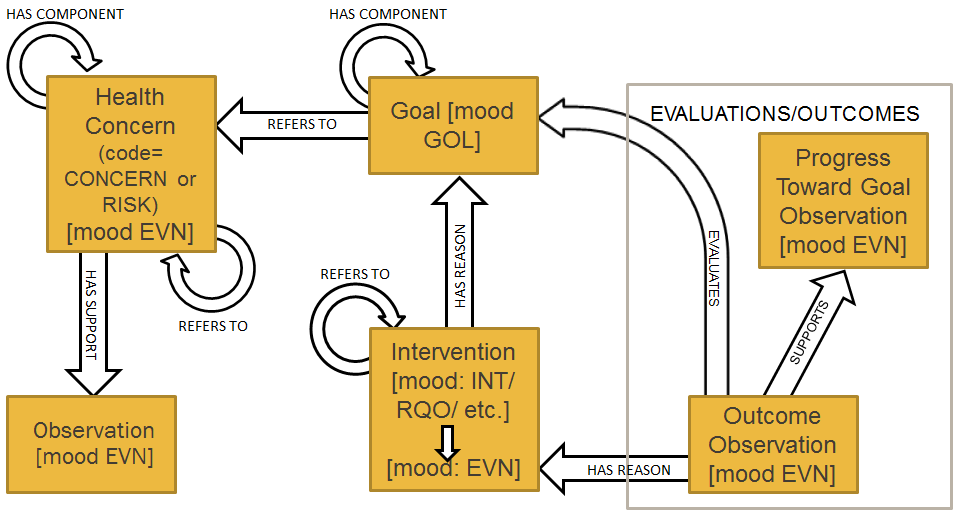 HAS COMPONENT
HAS COMPONENT
Health
Concern
(code=
CONCERN or
RISK)
[mood EVN]
REFERS TO
Goal [mood
GOL]
EVALUATIONS/OUTCOMES
Progress
Toward Goal
Observation
[mood EVN]
HAS SUPPORT
REFERS TO
HAS REASON
REFERS TO
EVALUATES
SUPPORTS
Observation
[mood EVN]
Intervention
[mood: INT/
RQO/ etc.]
[mood: EVN]
HAS REASON
Outcome
Observation
[mood EVN]